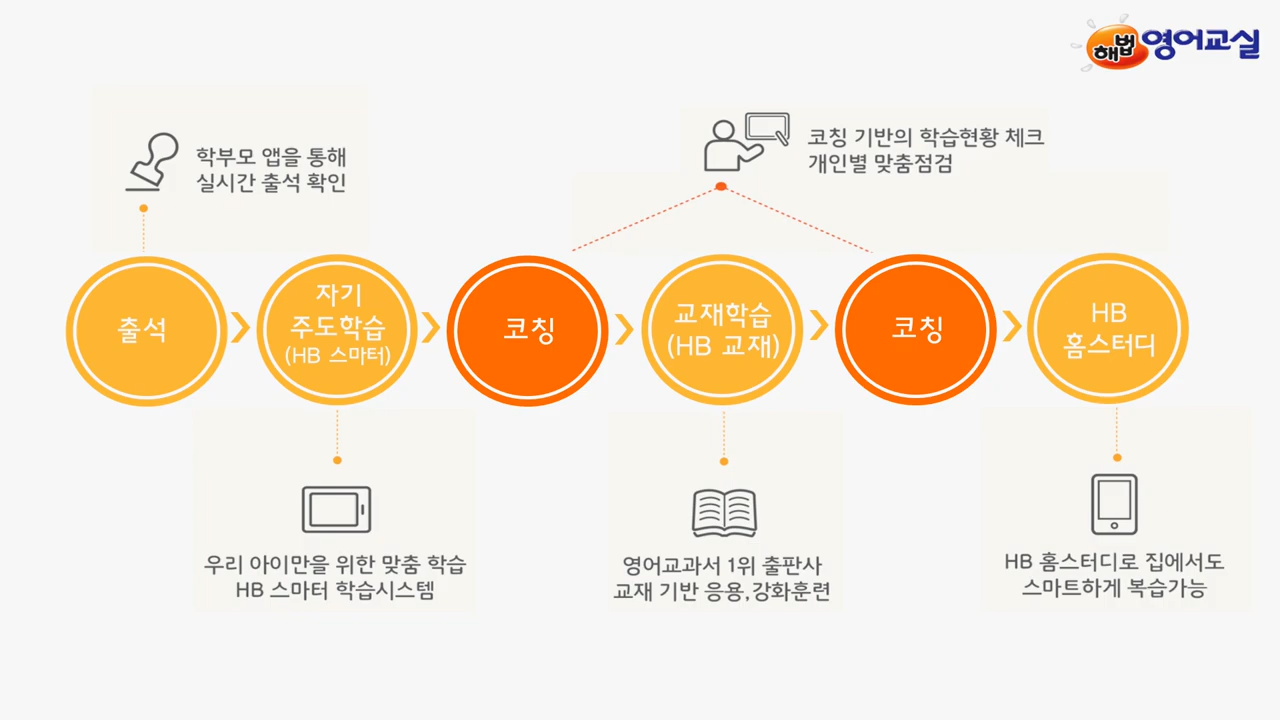 해법영어교실
학부모 앱을 통해
실시간 출석 확인
코칭 기반의 학습현황 체크
개인별 맞춤점검
출석
자기
주도학습
(HB 스마터)
코칭
교재학습
(HB 교재)
코칭
HB
홈스터디
우리 아이만을 위한 맞춤 학습
HB 스마터 학습시스템
영어교과서 1위 출판사
교재 기반 응용,강화훈련
HB 홈스터디로 집에서도
스마트하게 복습가능